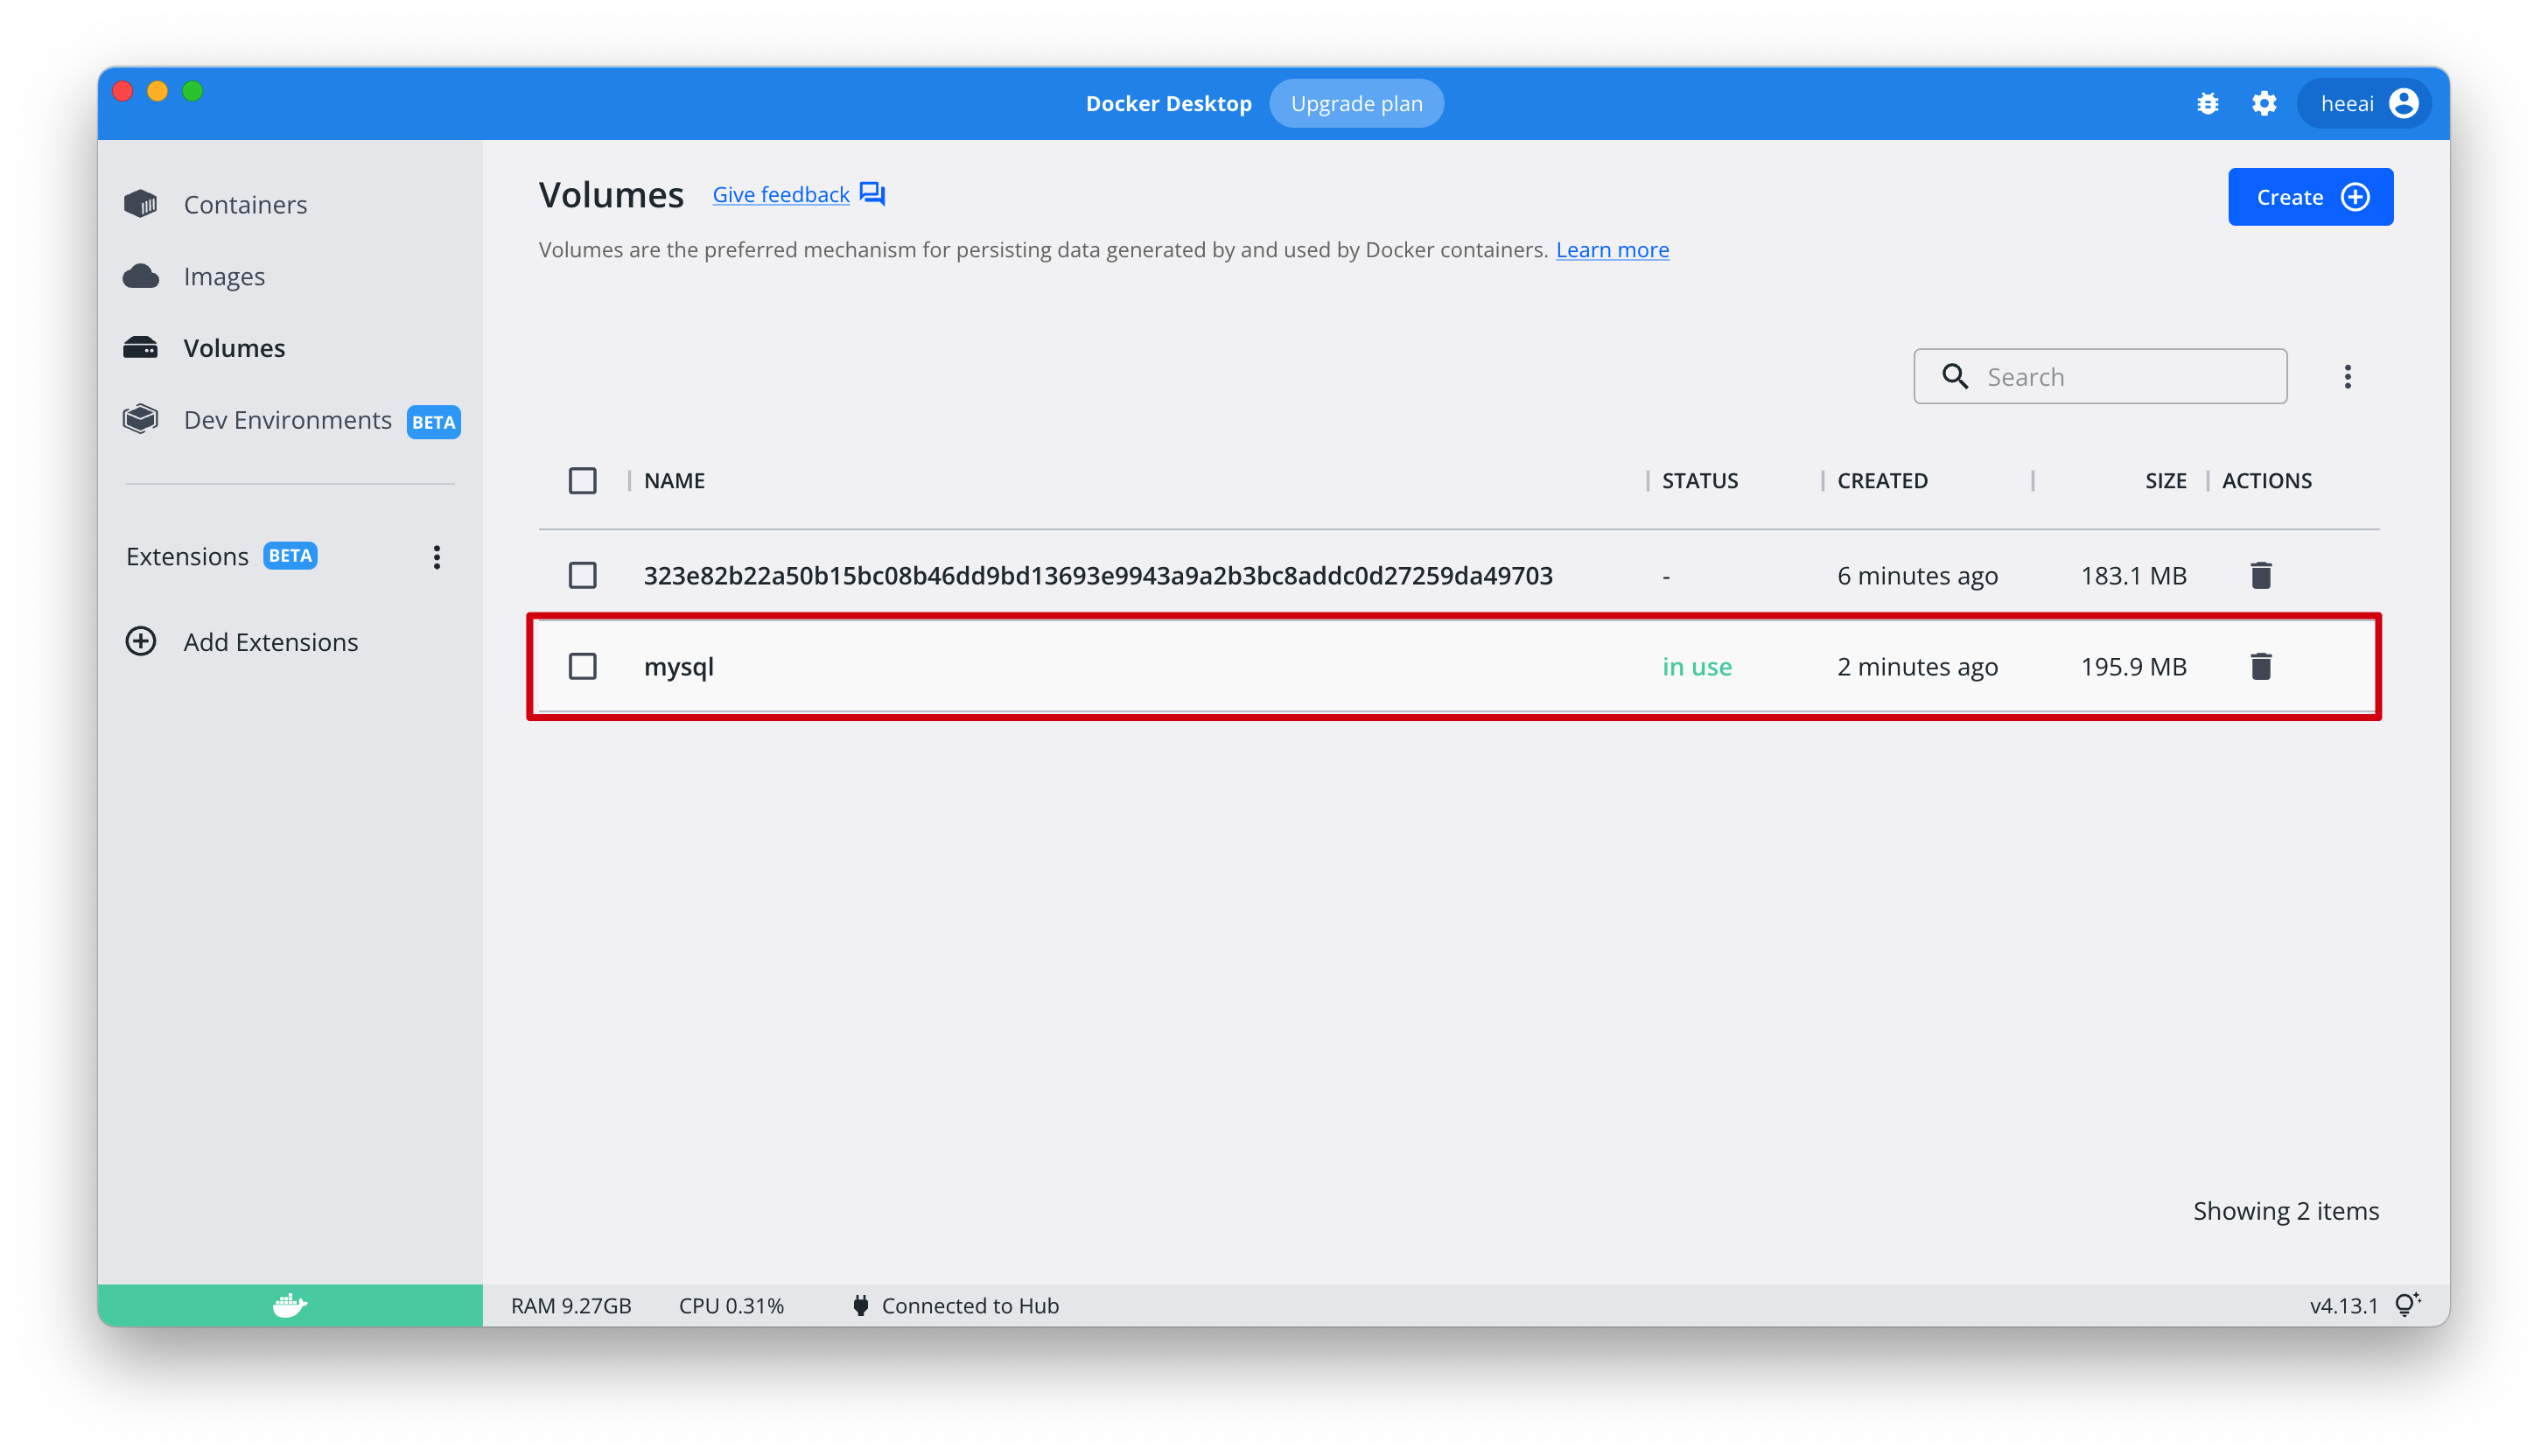 Docker Desktop Upgrade plan heeai
Containers
Images
Volumes
Dev Environments BETA
Extensions BETA
Add Extensions
Volumes Give feedback
Create
Volumes are the preferred mechanism for persisting data generated by and used by Docker containers. Learn more
Search
NAME STATUS CREATED SIZE ACTIONS
323e82b22a50b15bc08b46dd9bd13693e9943a9a2b3bc8addc0d27259da49703 - 6 minutes ago 183.1 MB
mysql in use 2 minutes ago 195.9 MB
Showing 2 items
RAM 9.27GB CPU 0.31% Connected to Hub v4.13.1